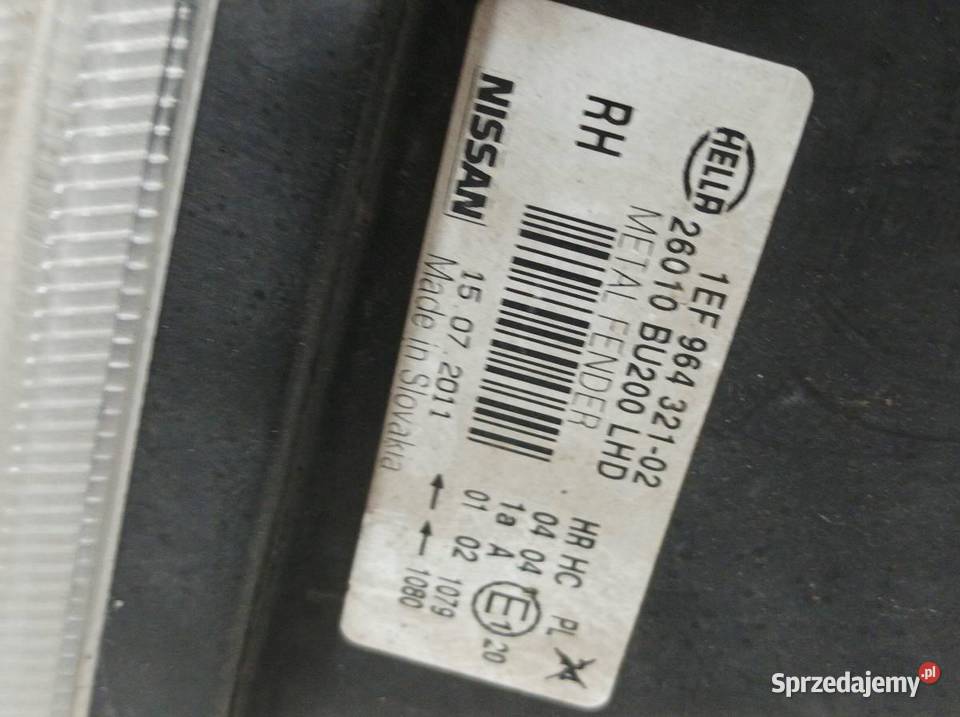 HELLA
1EF 964 321-02
26010 BU200 LHD
METAL FENDER
RH
NISSAN
15.07.2011
Made in Slovakia
HR HC PL
04 04
1a A
E1 20
01 02 1079
1080
Sprzedajemy.pl